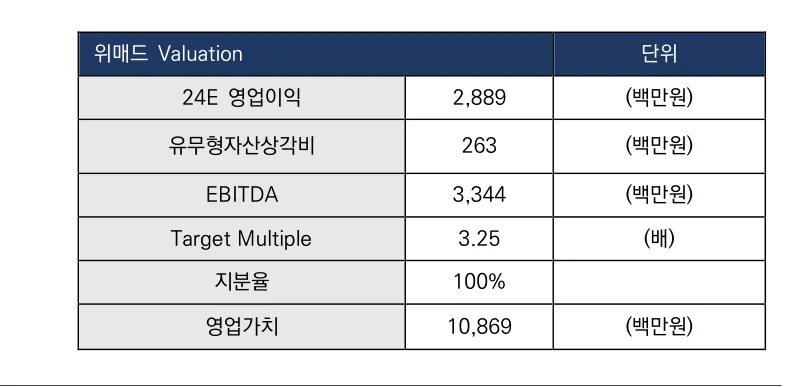 위매드 Valuation 단위
24E 영업이익 2,889 (백만원)
유무형자산상각비 263 (백만원)
EBITDA 3,344 (백만원)
Target Multiple 3.25 (배)
지분율 100%
영업가치 10,869 (백만원)